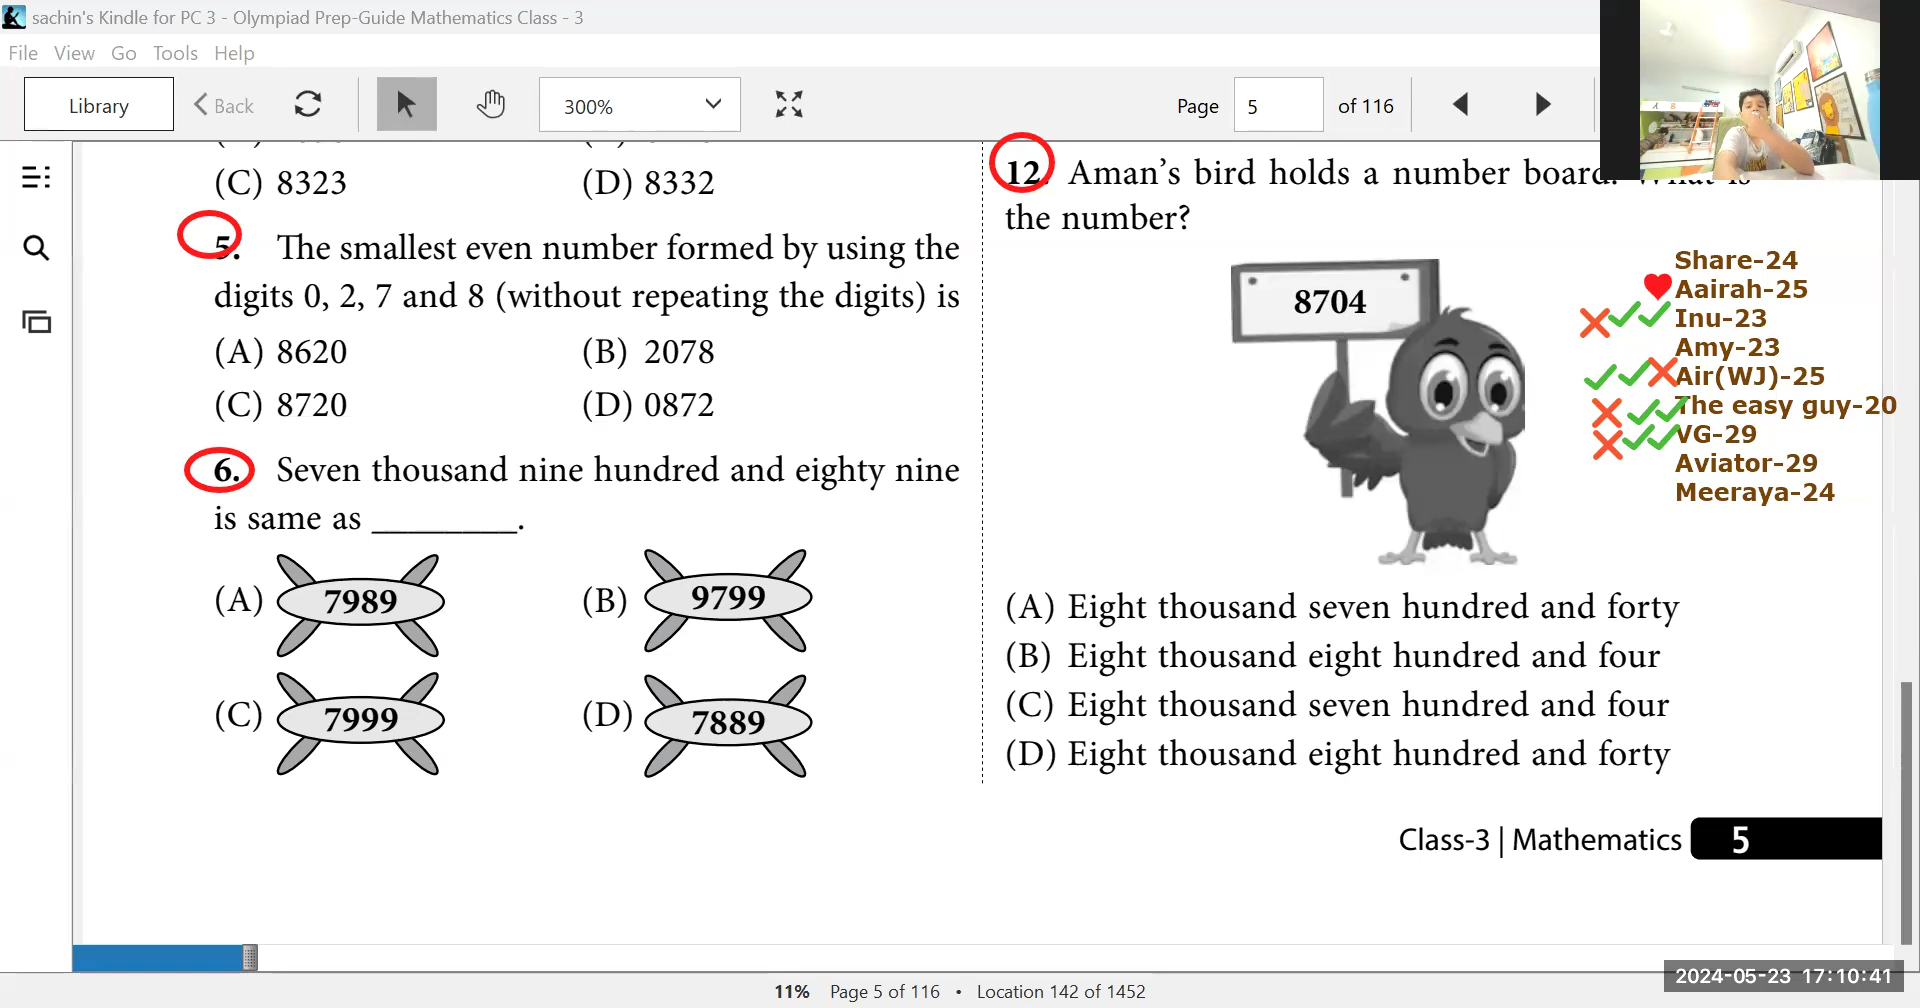 sachin's Kindle for PC 3 - Olympiad Prep-Guide Mathematics Class - 3
File View Go Tools Help
Library
Back
300%
Page 5 of 116
(C) 8323 (D) 8332
5. The smallest even number formed by using the
digits 0, 2, 7 and 8 (without repeating the digits) is
(A) 8620 (B) 2078
(C) 8720 (D) 0872
6. Seven thousand nine hundred and eighty nine
is same as ________.
(A) 7989 (B) 9799
(C) 7999 (D) 7889
12. Aman's bird holds a number board. What is
the number?
8704
Share-24
Aairah-25
Inu-23
Amy-23
Air(WJ)-25
The easy guy-20
VG-29
Aviator-29
Meeraya-24
(A) Eight thousand seven hundred and forty
(B) Eight thousand eight hundred and four
(C) Eight thousand seven hundred and four
(D) Eight thousand eight hundred and forty
Class-3 | Mathematics 5
2024-05-23 17:10:41
11% Page 5 of 116 • Location 142 of 1452